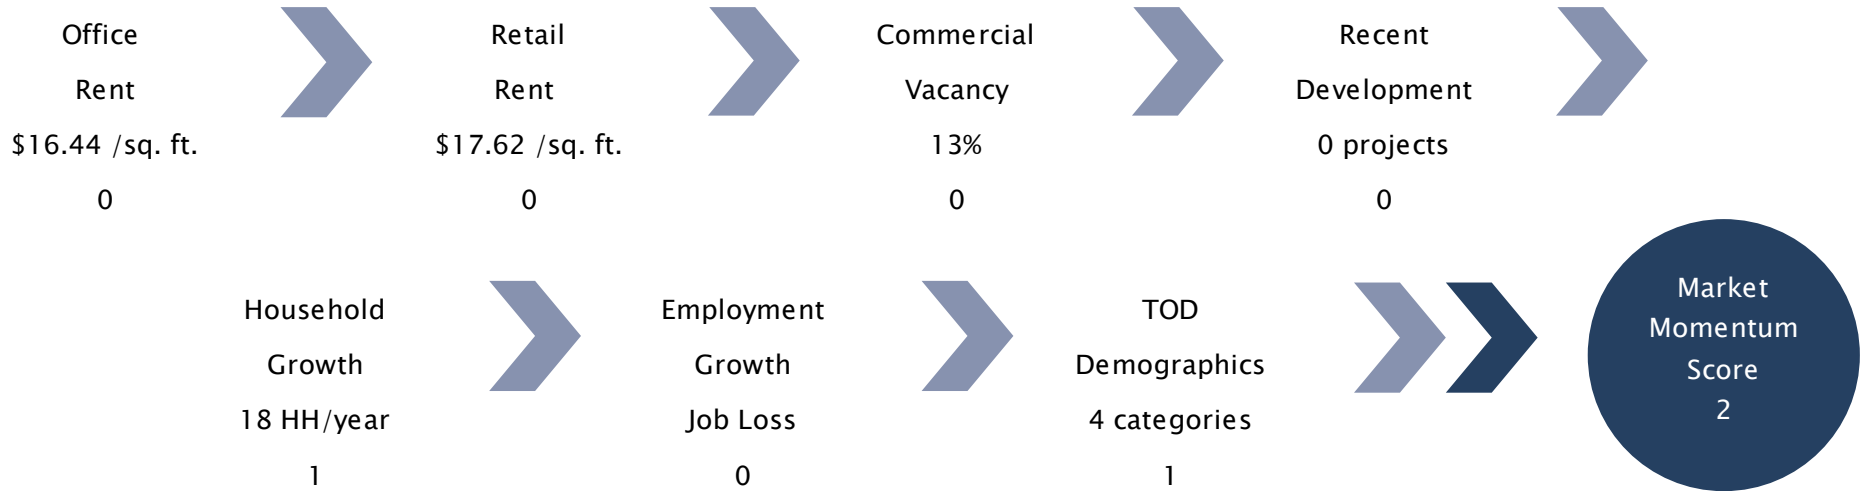 Office
Rent
$16.44 /sq. ft.
0
Retail
Rent
$17.62 /sq. ft.
0
Commercial
Vacancy
13%
0
Recent
Development
0 projects
0
Household
Growth
18 HH/year
1
Employment
Growth
Job Loss
0
TOD
Demographics
4 categories
1
Market
Momentum
Score
2